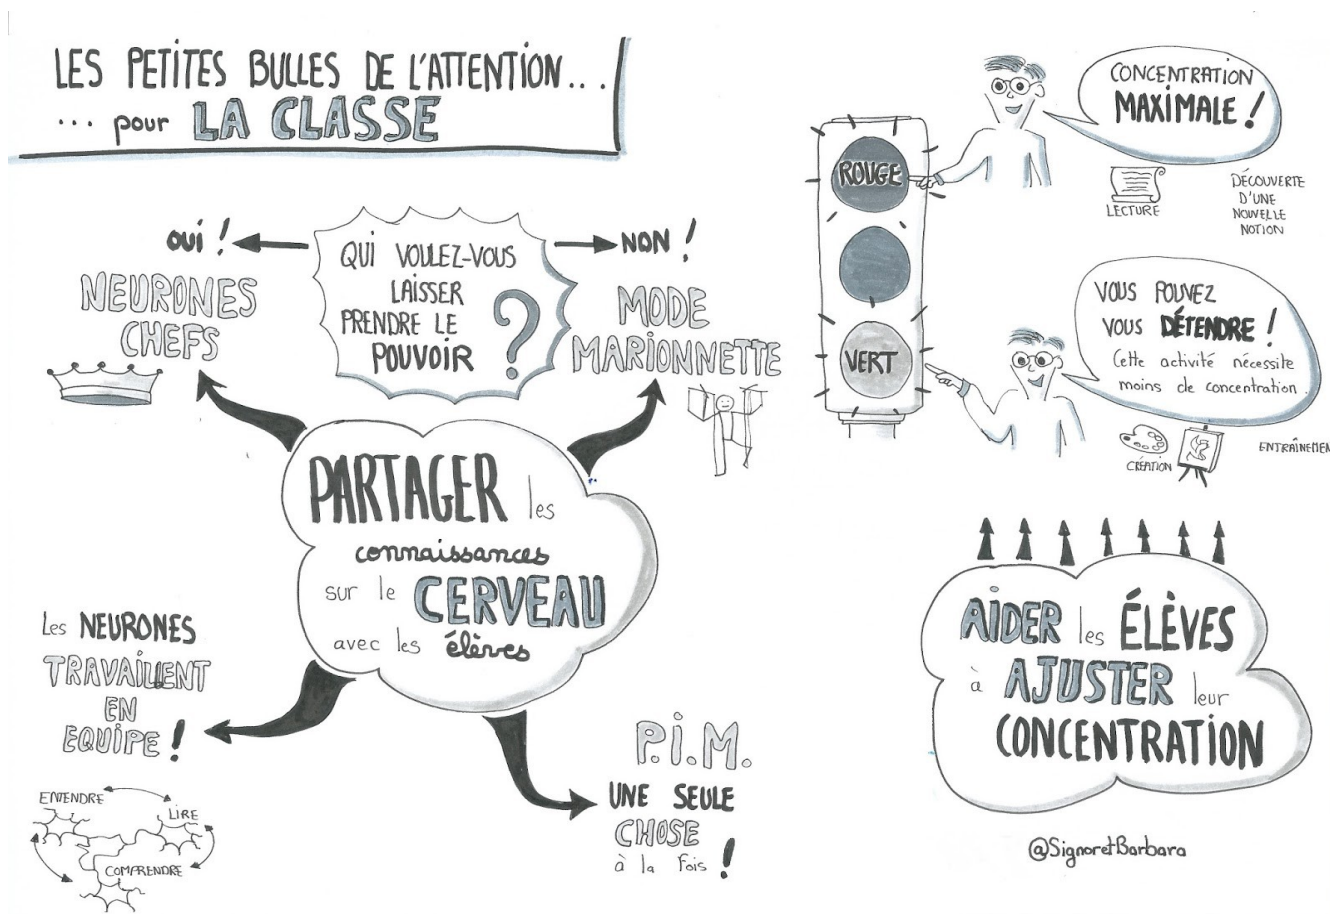 LES PETITES BULLES DE L'ATTENTION...
... pour LA CLASSE
OUI !
QUI VOULEZ-VOUS
LAISSER
PRENDRE LE
POUVOIR
?
NON !
NEURONES
CHEFS
MODE
MARIONNETTE
PARTAGER les
connaissances
sur le CERVEAU
avec les élèves
Les NEURONES
TRAVAILLENT
EN
EQUIPE !
ENTENDRE
LIRE
COMPRENDRE
P.I.M.
UNE SEULE
CHOSE
à la fois !
ROUGE
VERT
CONCENTRATION
MAXIMALE !
LECTURE
DÉCOUVERTE
D'UNE
NOUVELLE
NOTION
VOUS POUVEZ
VOUS DÉTENDRE !
Cette activité nécessite
moins de concentration.
CRÉATION
AIDER les ÉLÈVES
à AJUSTER leur
CONCENTRATION
@SignoretBarbara